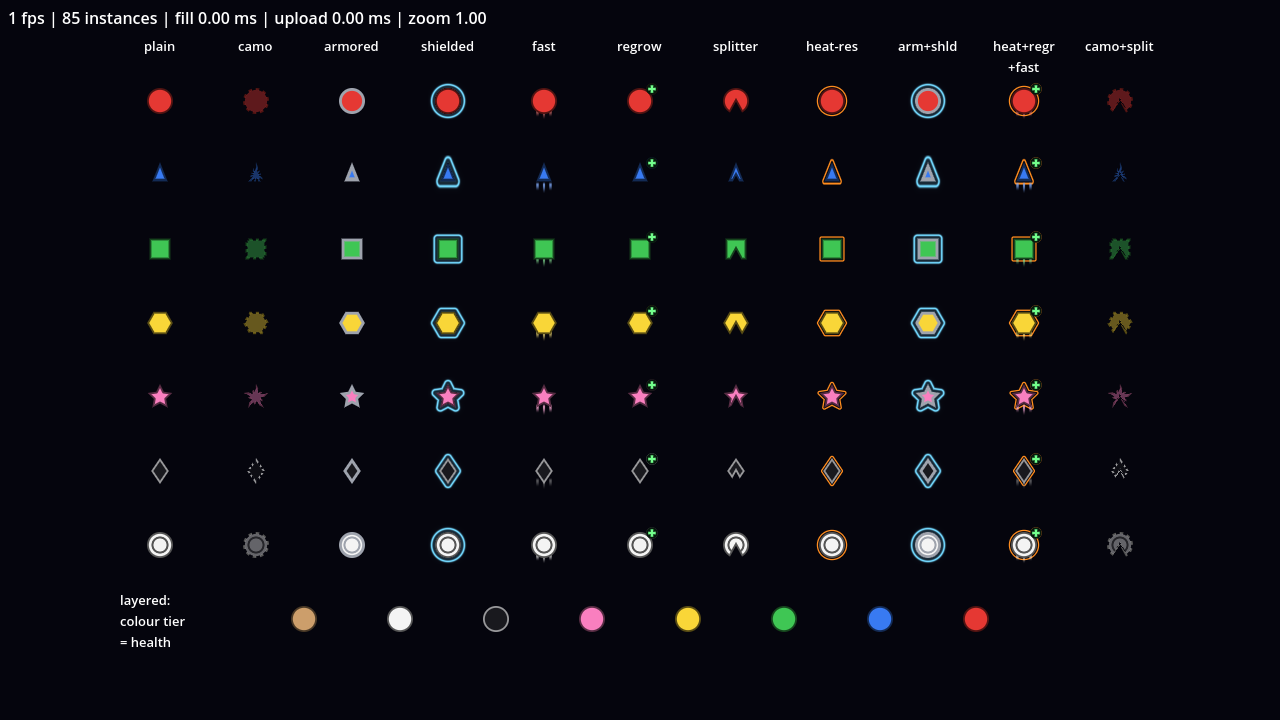 1 fps | 85 instances | fill 0.00 ms | upload 0.00 ms | zoom 1.00
plain camo armored shielded fast regrow splitter heat-res arm+shld heat+regr camo+split
+fast
layered:
colour tier
= health